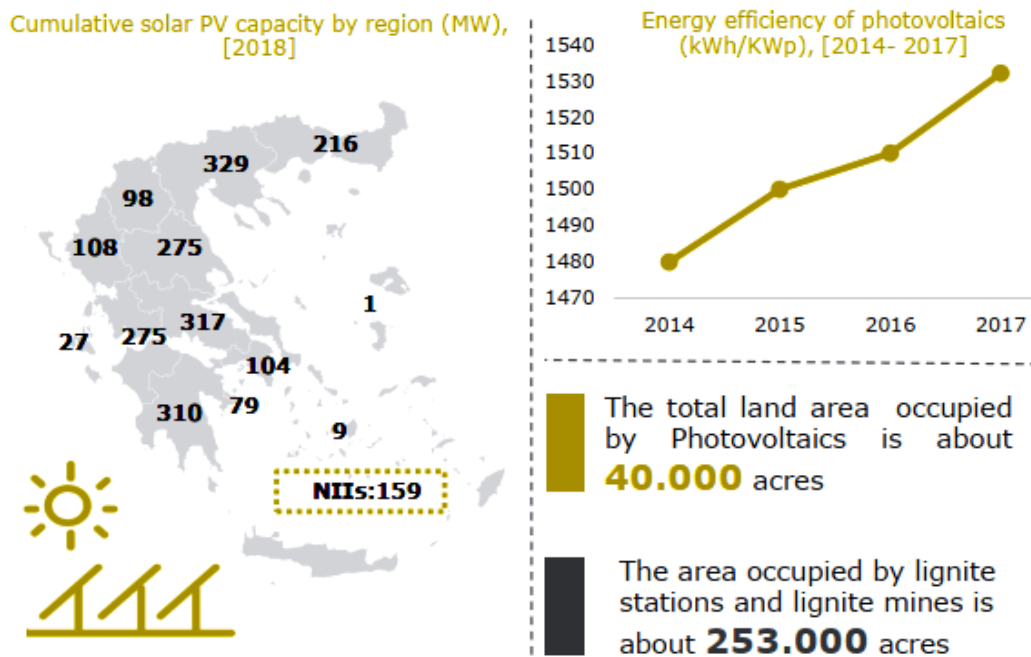 Cumulative solar PV capacity by region (MW),
[2018]
216
329
98
108
275
1
317
27
275
104
79
310
9
NIIs:159
Energy efficiency of photovoltaics
(kWh/KWp), [2014- 2017]
1540
1530
1520
1510
1500
1490
1480
1470
2014 2015 2016 2017
The total land area occupied
by Photovoltaics is about
40.000 acres
The area occupied by lignite
stations and lignite mines is
about 253.000 acres